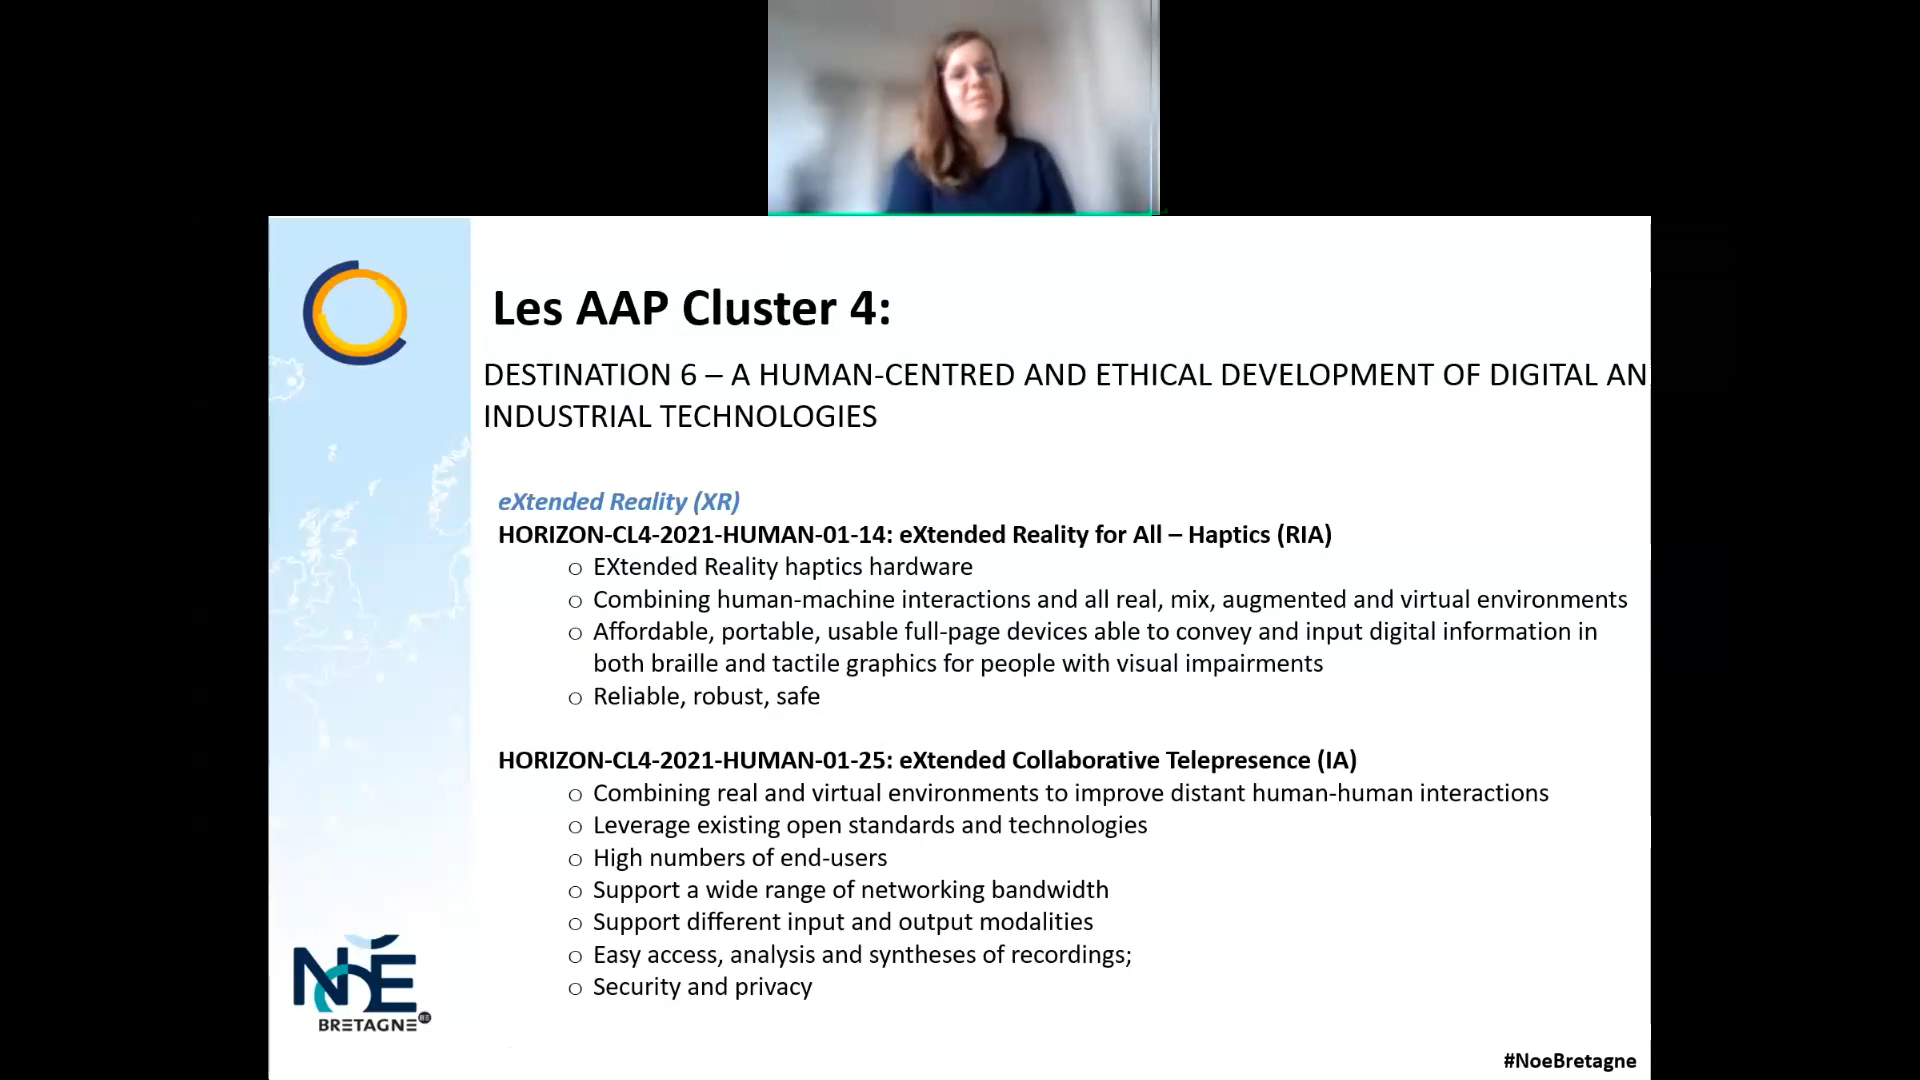 Les AAP Cluster 4:
DESTINATION 6 – A HUMAN-CENTRED AND ETHICAL DEVELOPMENT OF DIGITAL AN
INDUSTRIAL TECHNOLOGIES
eXtended Reality (XR)
HORIZON-CL4-2021-HUMAN-01-14: eXtended Reality for All – Haptics (RIA)
○ EXtended Reality haptics hardware
○ Combining human-machine interactions and all real, mix, augmented and virtual environments
○ Affordable, portable, usable full-page devices able to convey and input digital information in
both braille and tactile graphics for people with visual impairments
○ Reliable, robust, safe
HORIZON-CL4-2021-HUMAN-01-25: eXtended Collaborative Telepresence (IA)
○ Combining real and virtual environments to improve distant human-human interactions
○ Leverage existing open standards and technologies
○ High numbers of end-users
○ Support a wide range of networking bandwidth
○ Support different input and output modalities
○ Easy access, analysis and syntheses of recordings;
○ Security and privacy
NOÉ
BRETAGNE
#NoeBretagne